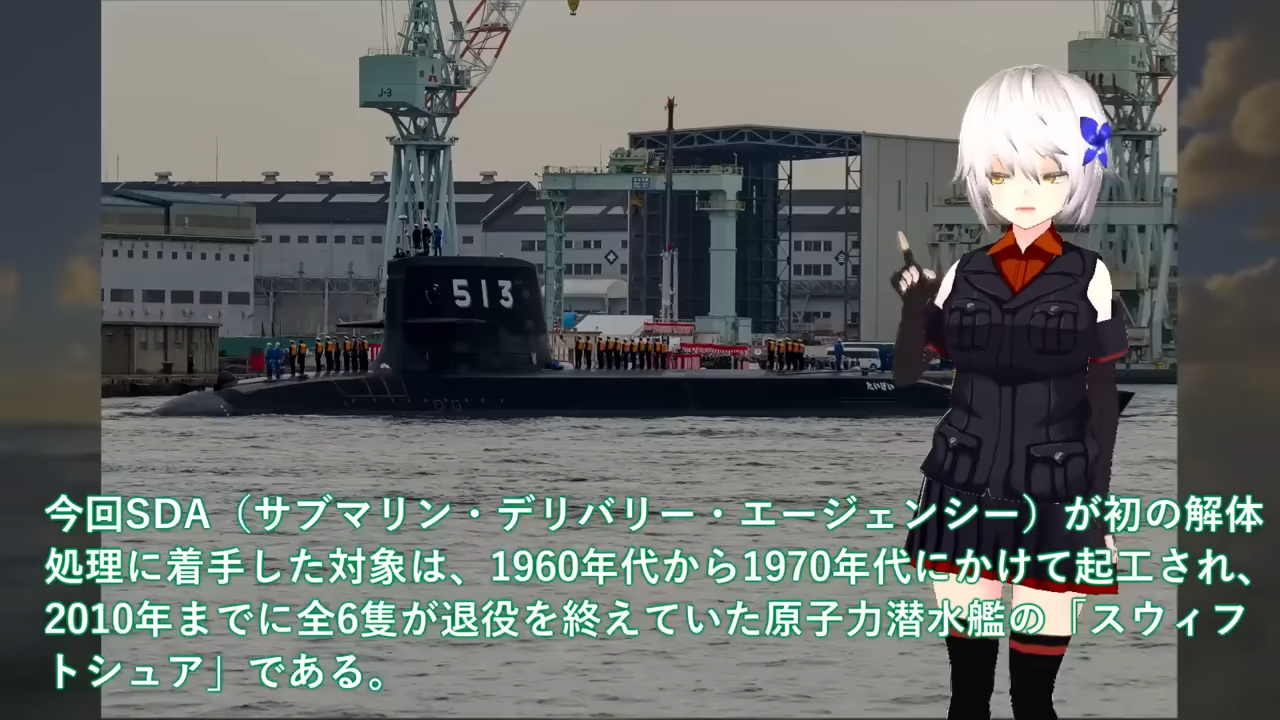 J-3
513
たいげい
今回SDA（サブマリン・デリバリー・エージェンシー）が初の解体
処理に着手した対象は、1960年代から1970年代にかけて起工され、
2010年までに全6隻が退役を終えていた原子力潜水艦の「スウィフ
トシュア」である。